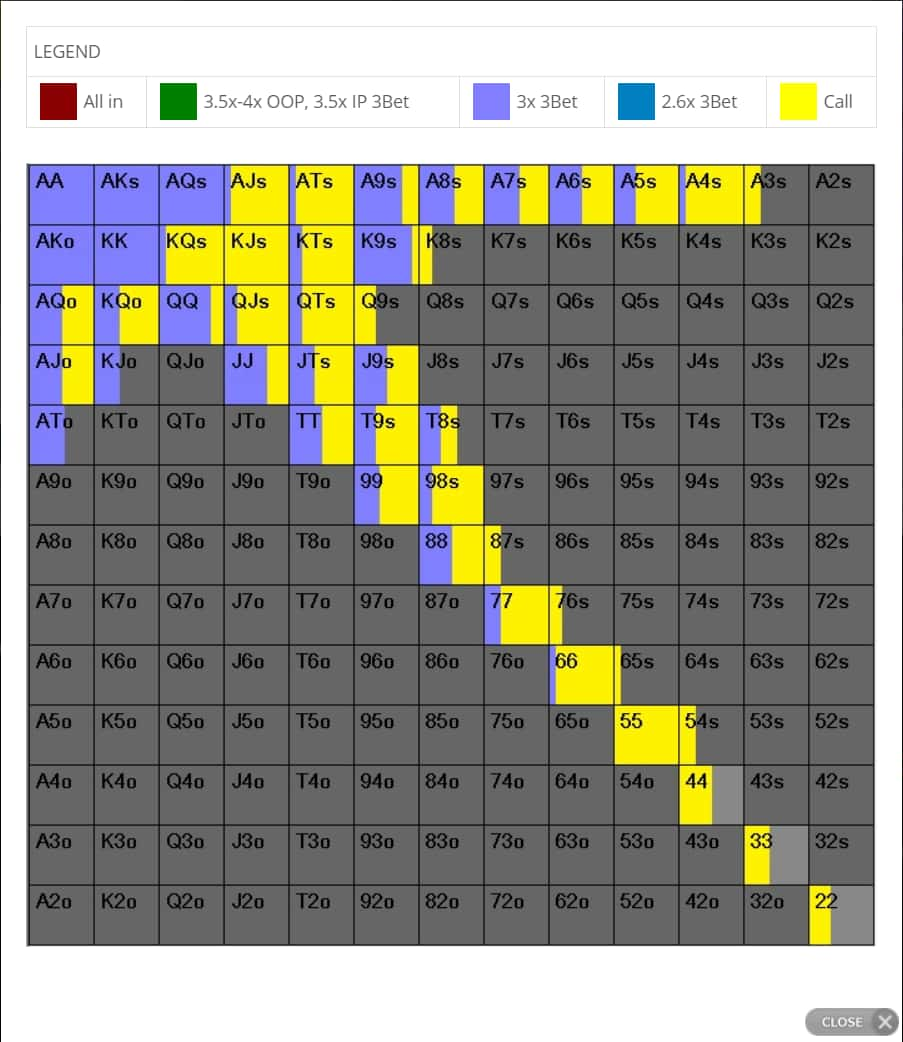 LEGEND
All in 3.5x-4x OOP, 3.5x IP 3Bet 3x 3Bet 2.6x 3Bet Call
AA AKs AQs AJs ATs A9s A8s A7s A6s A5s A4s A3s A2s
AKo KK KQs KJs KTs K9s K8s K7s K6s K5s K4s K3s K2s
AQo KQo QQ QJs QTs Q9s Q8s Q7s Q6s Q5s Q4s Q3s Q2s
AJo KJo QJo JJ JTs J9s J8s J7s J6s J5s J4s J3s J2s
ATo KTo QTo JTo TT T9s T8s T7s T6s T5s T4s T3s T2s
A9o K9o Q9o J9o T9o 99 98s 97s 96s 95s 94s 93s 92s
A8o K8o Q8o J8o T8o 98o 88 87s 86s 85s 84s 83s 82s
A7o K7o Q7o J7o T7o 97o 87o 77 76s 75s 74s 73s 72s
A6o K6o Q6o J6o T6o 96o 86o 76o 66 65s 64s 63s 62s
A5o K5o Q5o J5o T5o 95o 85o 75o 65o 55 54s 53s 52s
A4o K4o Q4o J4o T4o 94o 84o 74o 64o 54o 44 43s 42s
A3o K3o Q3o J3o T3o 93o 83o 73o 63o 53o 43o 33 32s
A2o K2o Q2o J2o T2o 92o 82o 72o 62o 52o 42o 32o 22
CLOSE